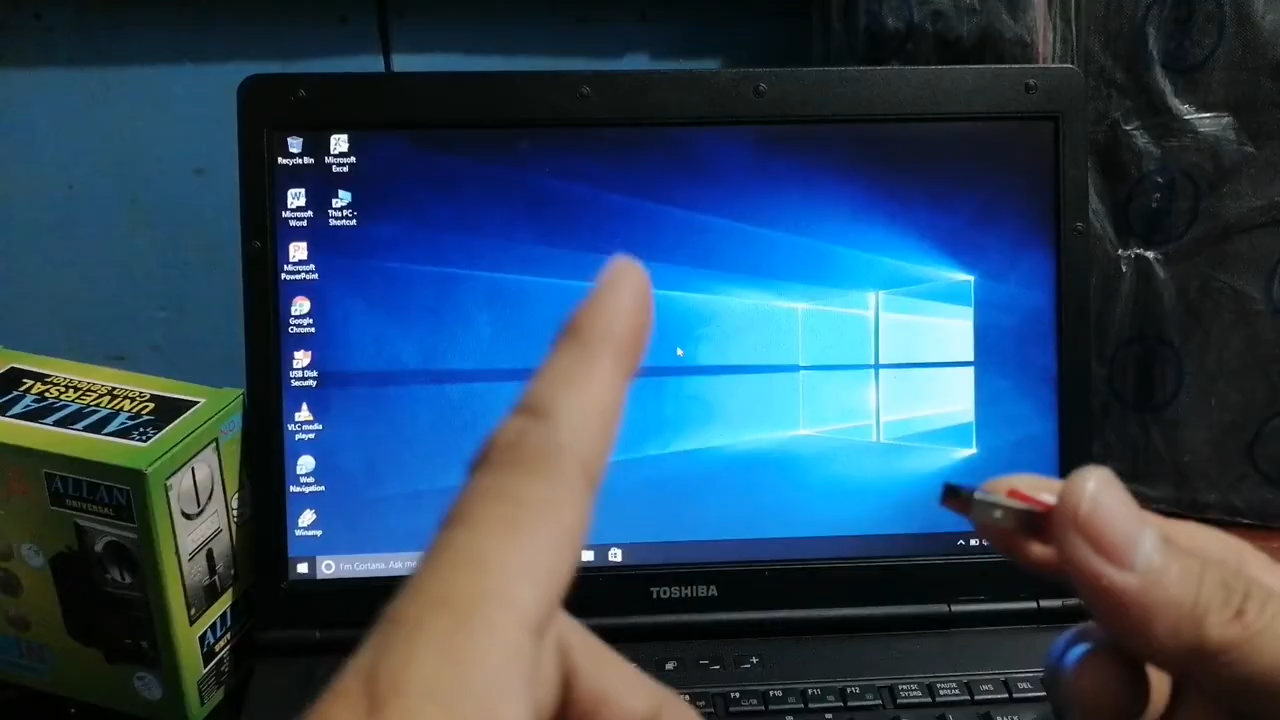 Recycle Bin
Microsoft
Excel
Microsoft
Word
This PC -
Shortcut
Microsoft
PowerPoint
Google
Chrome
USB Disk
Security
VLC media
player
Web
Navigation
Winamp
I'm Cortana. Ask me
TOSHIBA
ALLAN
UNIVERSAL
Coin Selector
ALLAN
UNIVERSAL
F9
F10
F11
F12
PRTSC
SYSRQ
PAUSE
BREAK
INS
DEL
BACK